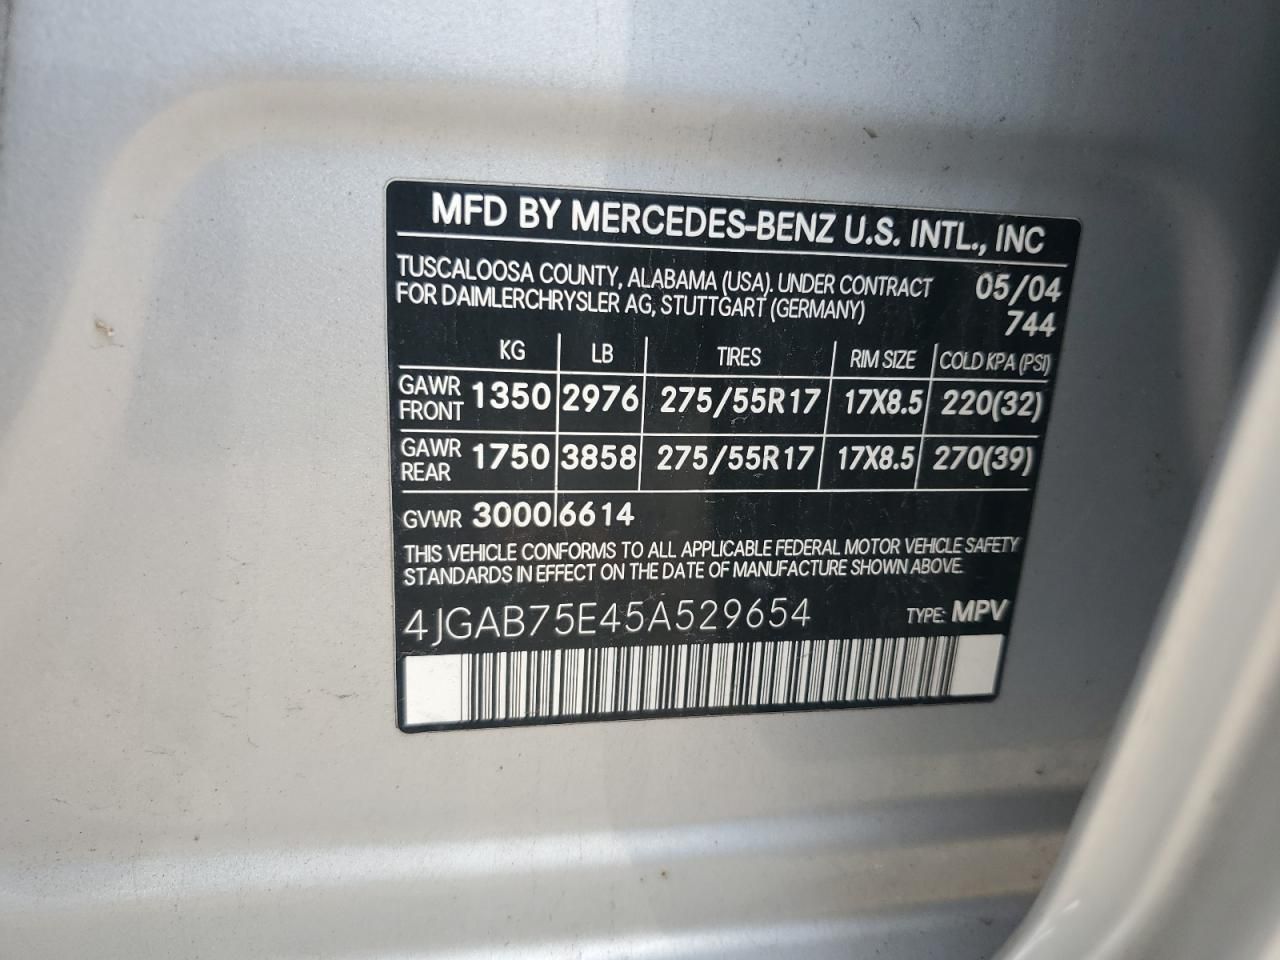 MFD BY MERCEDES-BENZ U.S. INTL., INC
TUSCALOOSA COUNTY, ALABAMA (USA). UNDER CONTRACT 05/04
FOR DAIMLERCHRYSLER AG, STUTTGART (GERMANY) 744
KG LB TIRES RIM SIZE COLD KPA (PSI)
GAWR FRONT 1350 2976 275/55R17 17X8.5 220(32)
GAWR REAR 1750 3858 275/55R17 17X8.5 270(39)
GVWR 3000 6614
THIS VEHICLE CONFORMS TO ALL APPLICABLE FEDERAL MOTOR VEHICLE SAFETY
STANDARDS IN EFFECT ON THE DATE OF MANUFACTURE SHOWN ABOVE.
4JGAB75E45A529654 TYPE: MPV